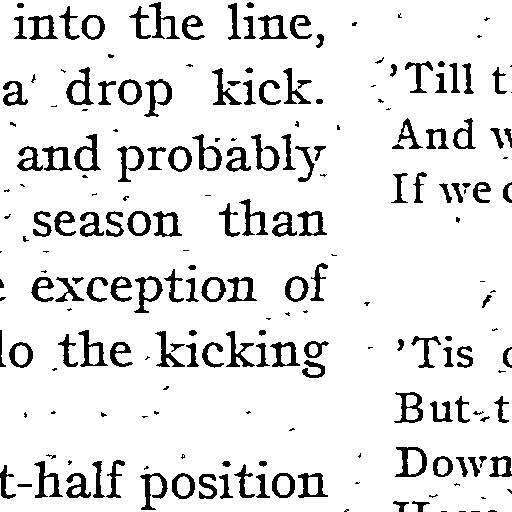 into the line,
a drop kick.
and probably
season than
exception of
the kicking
t-half position
'Till
And
If we
'Tis
But
Down